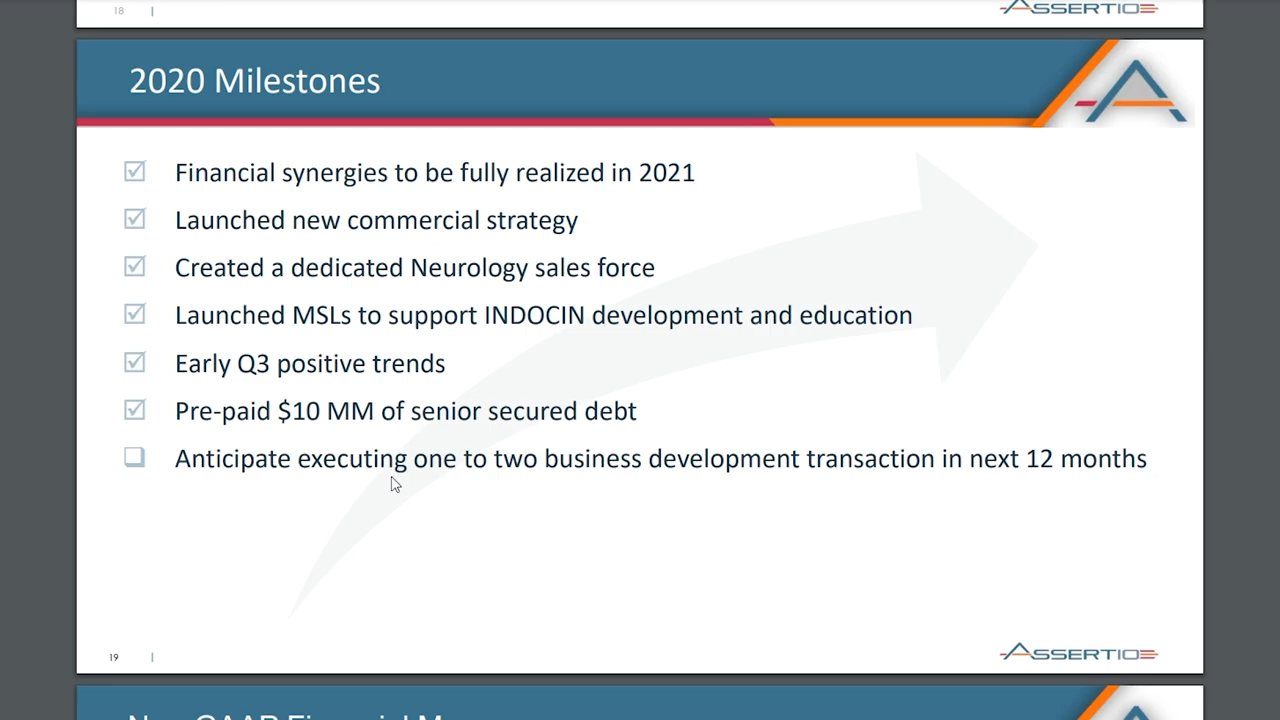 18 |
ASSERTIO
2020 Milestones
Financial synergies to be fully realized in 2021
Launched new commercial strategy
Created a dedicated Neurology sales force
Launched MSLs to support INDOCIN development and education
Early Q3 positive trends
Pre-paid $10 MM of senior secured debt
Anticipate executing one to two business development transaction in next 12 months
19 |
ASSERTIO